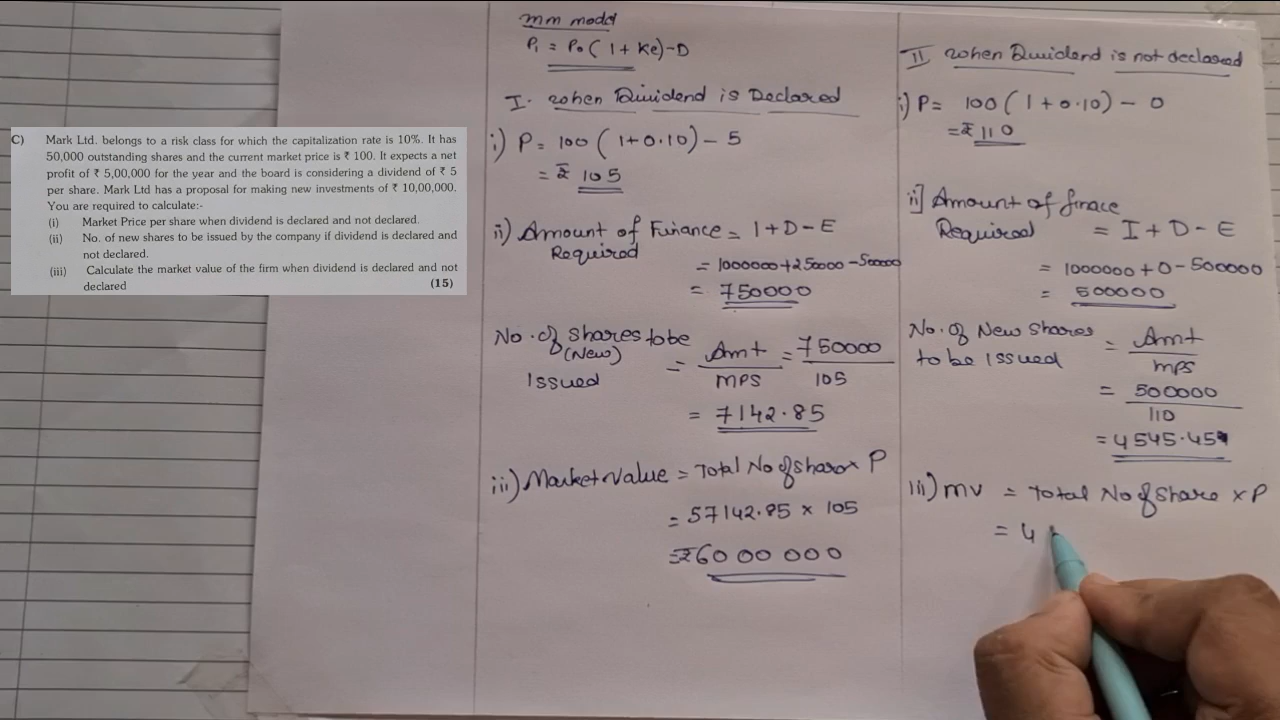 C) Mark Ltd. belongs to a risk class for which the capitalization rate is 10%. It has
50,000 outstanding shares and the current market price is ₹ 100. It expects a net
profit of ₹ 5,00,000 for the year and the board is considering a dividend of ₹ 5
per share. Mark Ltd has a proposal for making new investments of ₹ 10,00,000.
You are required to calculate:-
(i) Market Price per share when dividend is declared and not declared.
(ii) No. of new shares to be issued by the company if dividend is declared and
not declared.
(iii) Calculate the market value of the firm when dividend is declared and not
declared (15)
mm model
P₁ = P₀ ( 1 + Ke) - D
I. when Dividend is Declared
i) P = 100 ( 1+0.10) - 5
= ₹ 105
ii) Amount of Finance = I + D - E
Required
= 1000000+250000-500000
= 750000
No. of shares to be
(New)
Issued
= Amt = 750000
MPS 105
= 7142.85
iii) Market Value = Total No of share x P
= 57142.85 x 105
= ₹ 60 00 000
II when Dividend is not declared
i) P = 100 ( 1 + 0.10) - 0
= ₹ 110
ii] Amount of finace
Required = I + D - E
= 1000000 + 0 - 500000
= 500000
No. of New Shares
to be Issued
= Amt
mps
= 500000
110
= 4545.45
iii) mv = Total No of share x P
= 4